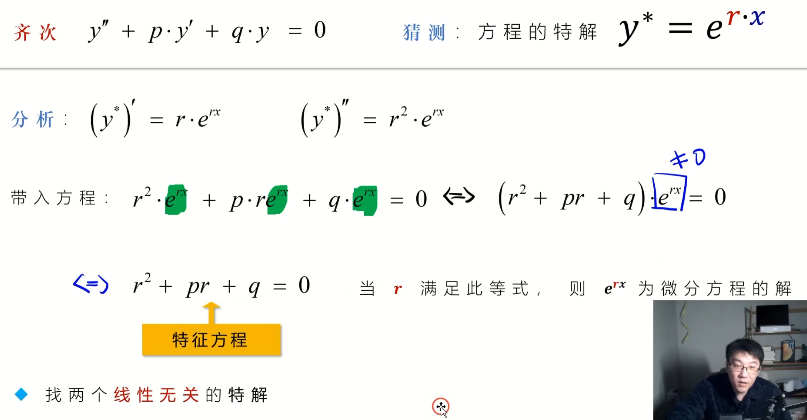 齐次 y″ + p·y′ + q·y = 0 猜测: 方程的特解 y* = e^{r·x}
分析: (y*)′ = r·e^{rx} (y*)″ = r²·e^{rx}
≠0
带入方程: r²·e^{rx} + p·re^{rx} + q·e^{rx} = 0 <=> (r² + pr + q)·e^{rx} = 0
<=> r² + pr + q = 0 当 r 满足此等式, 则 e^{rx} 为微分方程的解
特征方程
找两个线性无关的特解